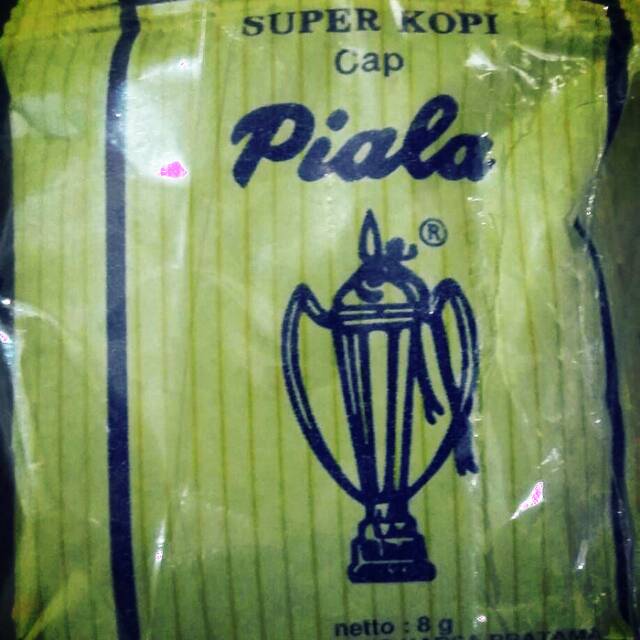 SUPER KOPI
Cap
Piala
®
netto : 8 g